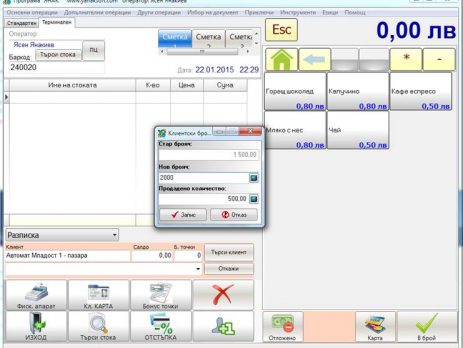 Програма "ЯНАК" www.yanaksoft.com оператор: Ясен Янакиев
Основни операции Допълнителни операции Други операции Избор на документ Приключи Инструменти Езици Помощ
Стандартен Терминален
Оператор:
Ясен Янакиев
Баркод Търси стока ПЦ
240020
Сметка 1 Сметка 2 Сметка
Дата: 22.01.2015 22:29
Име на стоката К-во Цена Сума
Esc 0,00 лв
* -
Горещ шоколад Капучино Кафе еспресо
0,80 лв 0,80 лв 0,50 лв
Мляко с нес Чай
0,80 лв 0,50 лв
Клиентски бро...
Стар брояч:
1 500,00
Нов брояч:
2000
Продадено количество:
500,00
Запис Отказ
Разписка
Клиент Салдо Б. точки
Автомат Младост 1 - пазара 0,00 0
Търси клиент
Откажи
Фиск. апарат Кл. КАРТА Бонус точки
ИЗХОД Търси стока ОТСТЪПКА
Отложено Карта В брой